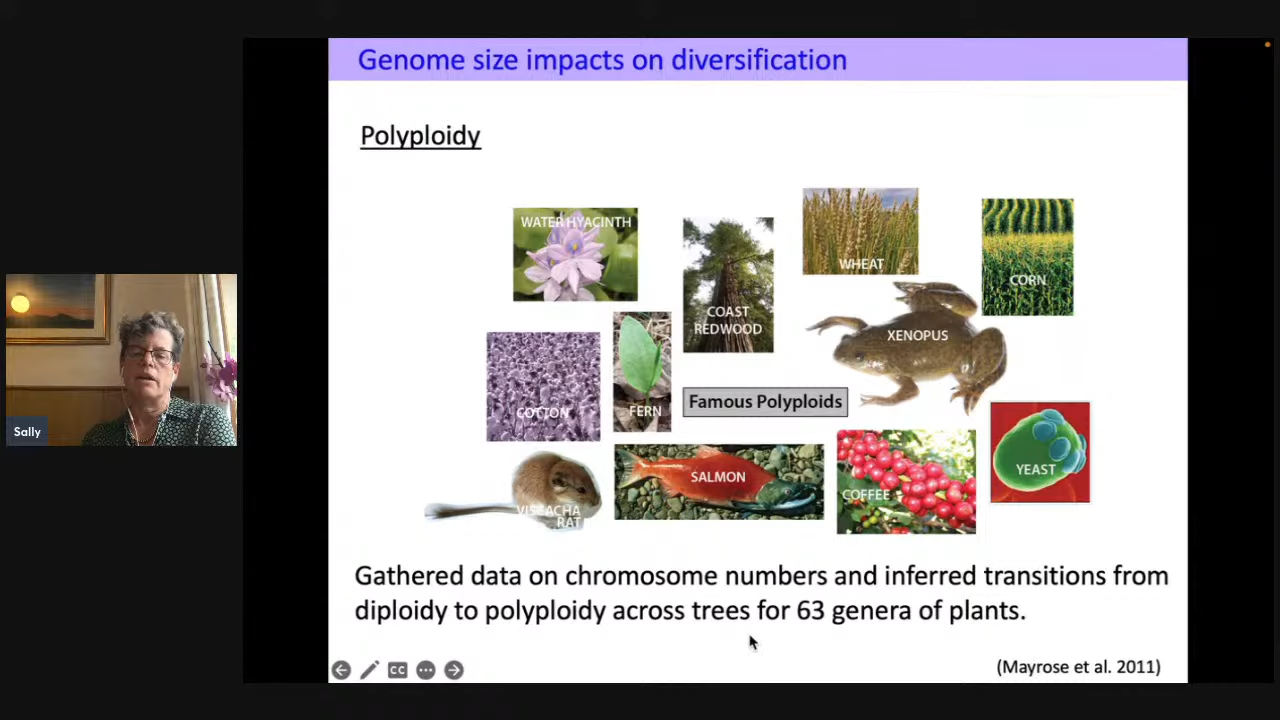 Genome size impacts on diversification
Polyploidy
WATER HYACINTH
COAST
REDWOOD
WHEAT
CORN
XENOPUS
COTTON
FERN
Famous Polyploids
VISCACHA
RAT
SALMON
COFFEE
YEAST
Sally
Gathered data on chromosome numbers and inferred transitions from
diploidy to polyploidy across trees for 63 genera of plants.
CC
(Mayrose et al. 2011)